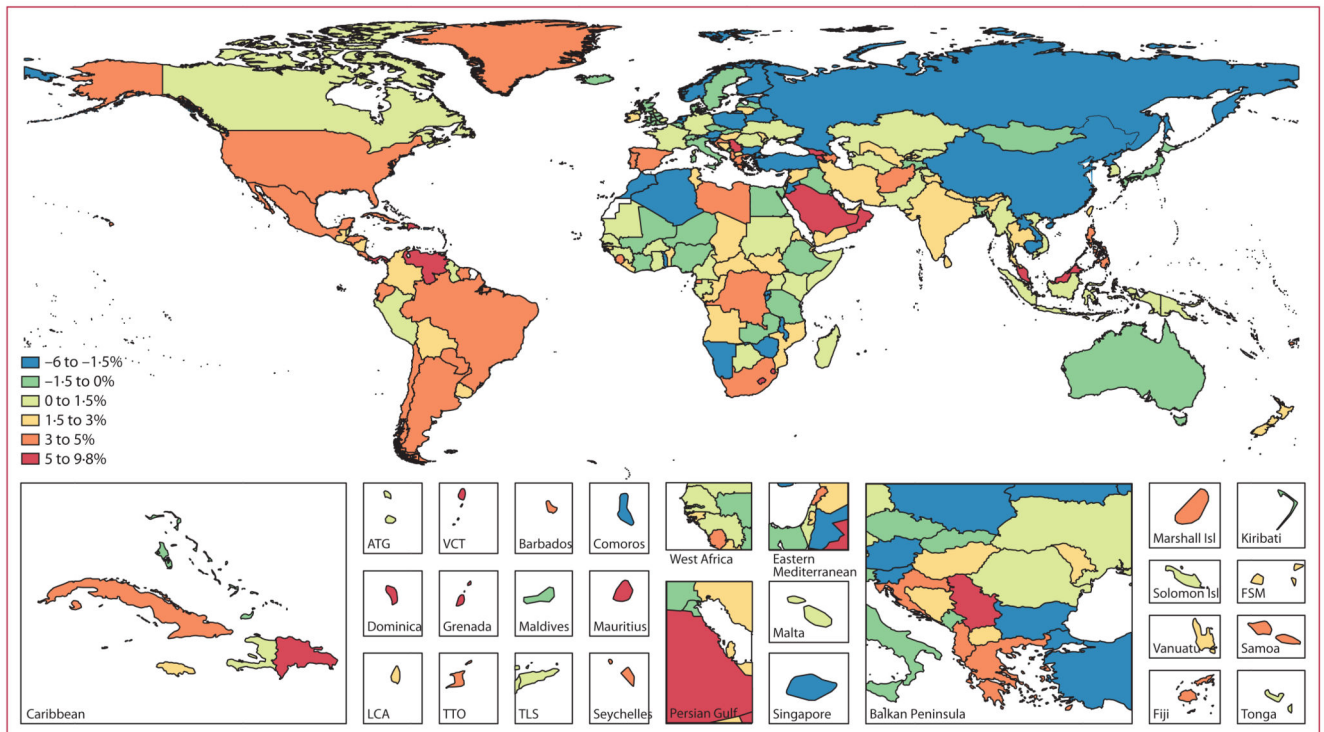 –6 to –1·5%
–1·5 to 0%
0 to 1·5%
1·5 to 3%
3 to 5%
5 to 9·8%
Caribbean
ATG
VCT
Barbados
Comoros
West Africa
Eastern
Mediterranean
Dominica
Grenada
Maldives
Mauritius
Malta
LCA
TTO
TLS
Seychelles
Persian Gulf
Singapore
Balkan Peninsula
Marshall Isl
Kiribati
Solomon Isl
FSM
Vanuatu
Samoa
Fiji
Tonga